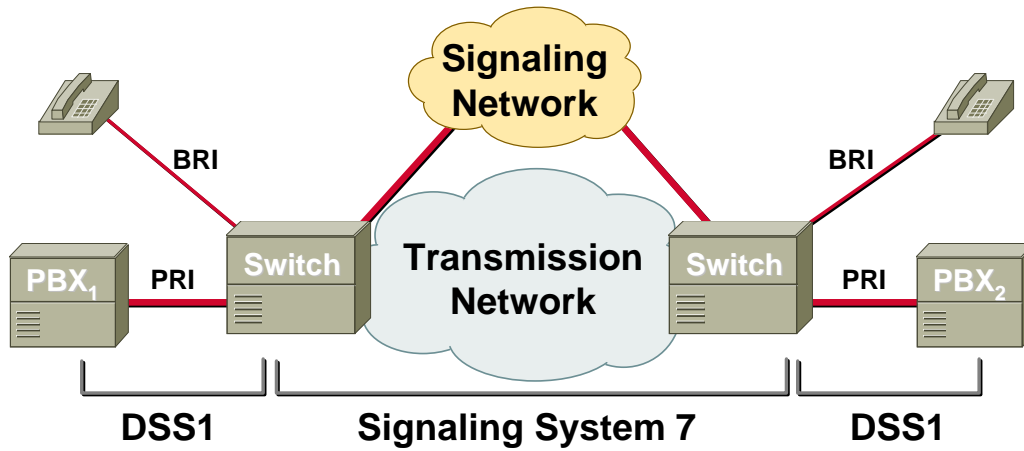 Signaling
Network
BRI
BRI
Switch
Transmission
Network
Switch
PBX1
PRI
PRI
PBX2
DSS1
Signaling System 7
DSS1